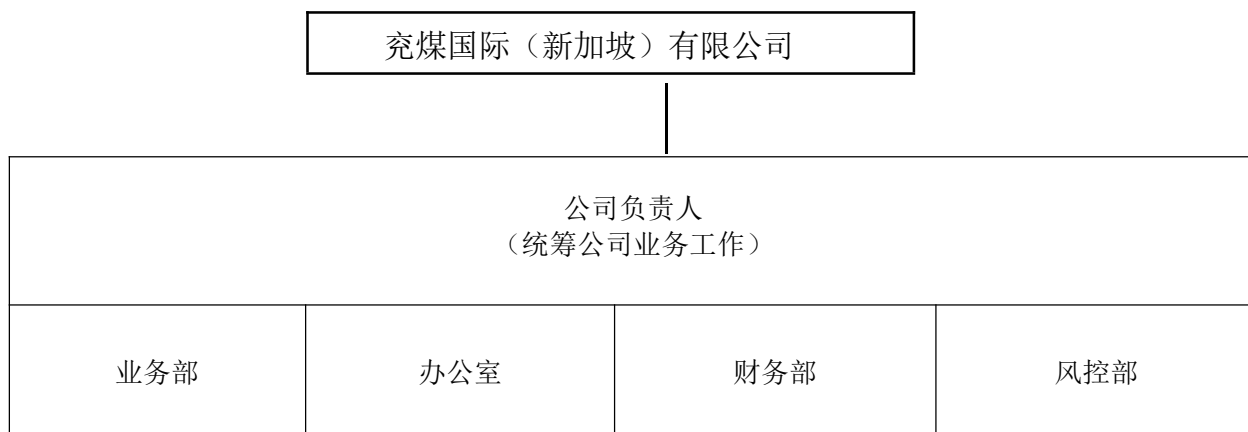 兖煤国际（新加坡）有限公司
公司负责人
（统筹公司业务工作）
业务部
办公室
财务部
风控部